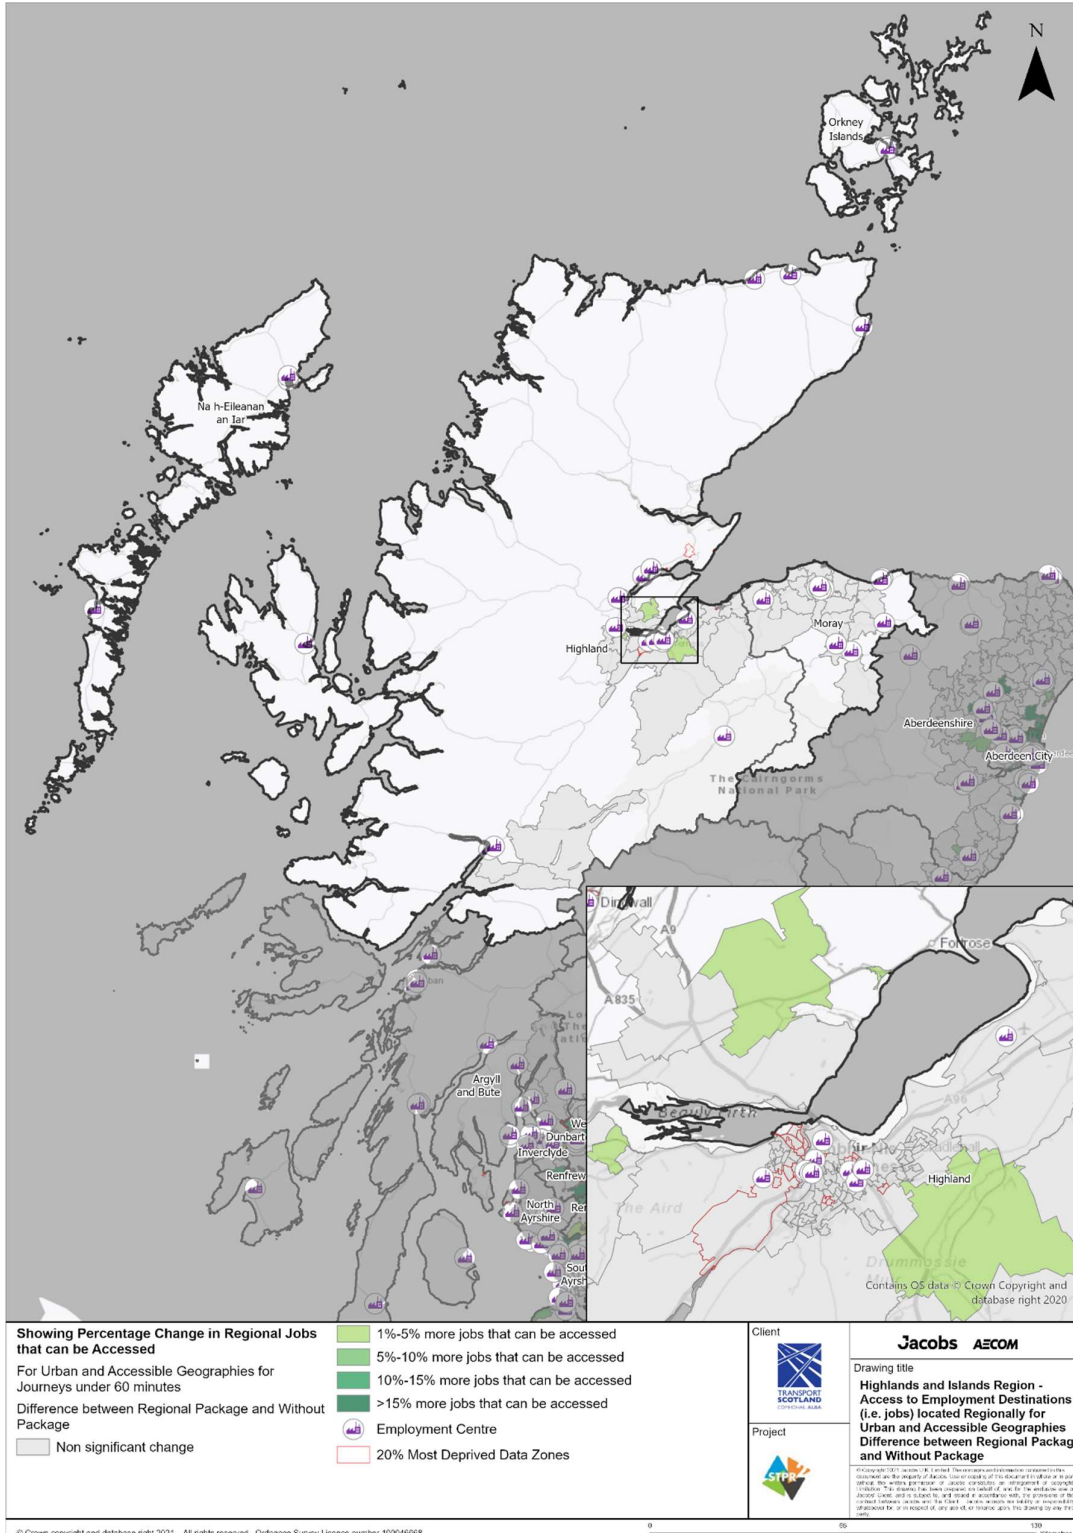 N
Orkney
Islands
Na h-Eileanan
an Iar
Highland
Moray
Aberdeenshire
Aberdeen City
The Cairngorms
National Park
Argyll
and Bute
Inverclyde
North
Ayrshire
Dingwall
A9
A835
Fortrose
Beauly Firth
A96
Highland
The Aird
Drummossie
Contains OS data © Crown Copyright and
database right 2020
Showing Percentage Change in Regional Jobs
that can be Accessed
For Urban and Accessible Geographies for
Journeys under 60 minutes
Difference between Regional Package and Without
Package
Non significant change
1%-5% more jobs that can be accessed
5%-10% more jobs that can be accessed
10%-15% more jobs that can be accessed
>15% more jobs that can be accessed
Employment Centre
20% Most Deprived Data Zones
Client
TRANSPORT
SCOTLAND
CÒMHDHAIL ALBA
Project
STPR
Jacobs AECOM
Drawing title
Highlands and Islands Region -
Access to Employment Destinations
(i.e. jobs) located Regionally for
Urban and Accessible Geographies
Difference between Regional Packag
and Without Package
0 65 130